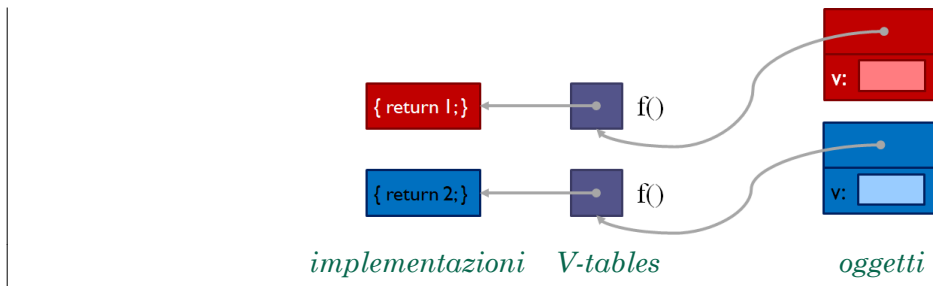 v:
{ return 1; } f()
v:
{ return 2; } f()
implementazioni V-tables oggetti